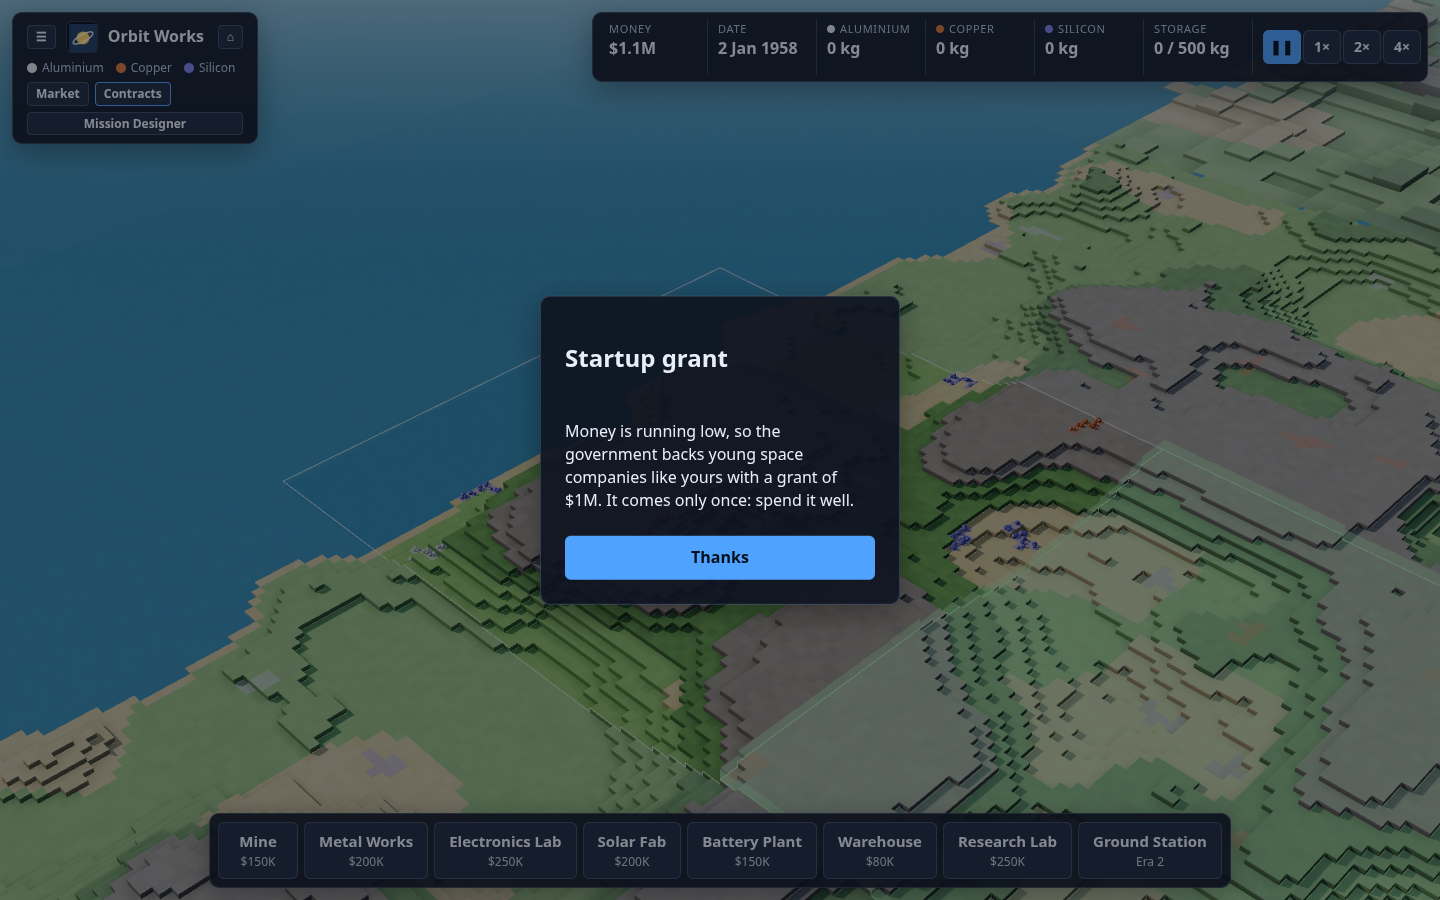 Orbit Works
Aluminium Copper Silicon
Market Contracts
Mission Designer
MONEY DATE ALUMINIUM COPPER SILICON STORAGE
$1.1M 2 Jan 1958 0 kg 0 kg 0 kg 0 / 500 kg 1× 2× 4×
Startup grant
Money is running low, so the
government backs young space
companies like yours with a grant of
$1M. It comes only once: spend it well.
Thanks
Mine Metal Works Electronics Lab Solar Fab Battery Plant Warehouse Research Lab Ground Station
$150K $200K $250K $200K $150K $80K $250K Era 2